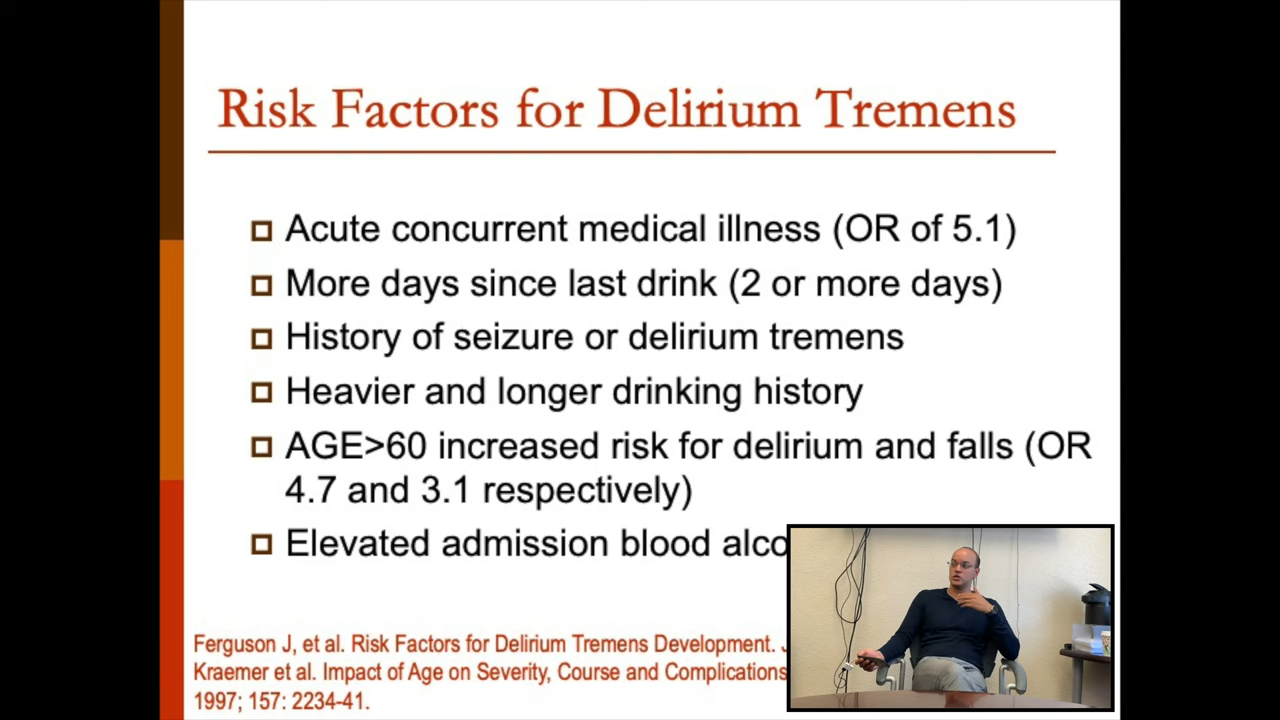 Risk Factors for Delirium Tremens
Acute concurrent medical illness (OR of 5.1)
More days since last drink (2 or more days)
History of seizure or delirium tremens
Heavier and longer drinking history
AGE>60 increased risk for delirium and falls (OR
4.7 and 3.1 respectively)
Elevated admission blood alco
Ferguson J, et al. Risk Factors for Delirium Tremens Development.
Kraemer et al. Impact of Age on Severity, Course and Complications
1997; 157: 2234-41.